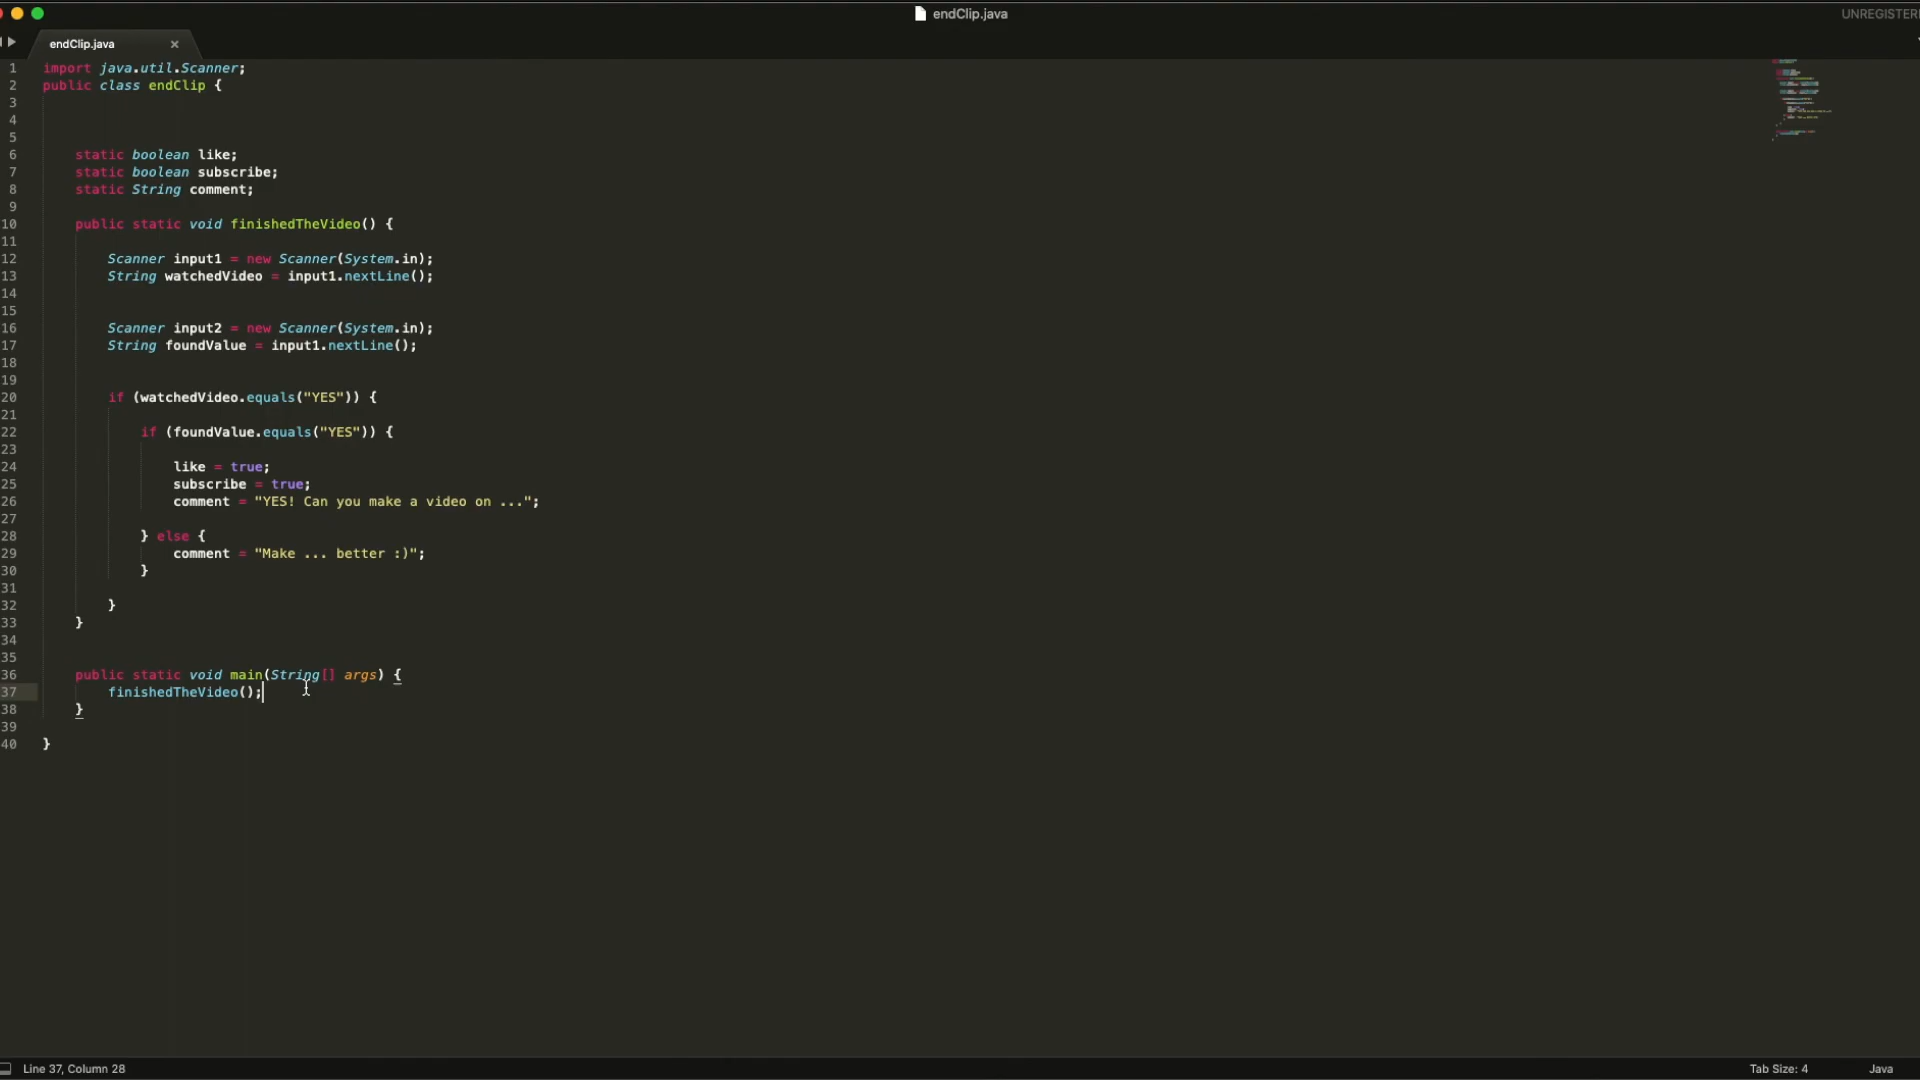 endClip.java
UNREGISTER
endClip.java ×
1 import java.util.Scanner;
2 public class endClip {
3
4
5
6 static boolean like;
7 static boolean subscribe;
8 static String comment;
9
10 public static void finishedTheVideo() {
11
12 Scanner input1 = new Scanner(System.in);
13 String watchedVideo = input1.nextLine();
14
15
16 Scanner input2 = new Scanner(System.in);
17 String foundValue = input1.nextLine();
18
19
20 if (watchedVideo.equals("YES")) {
21
22 if (foundValue.equals("YES")) {
23
24 like = true;
25 subscribe = true;
26 comment = "YES! Can you make a video on ...";
27
28 } else {
29 comment = "Make ... better :)";
30 }
31
32 }
33 }
34
35
36 public static void main(String[] args) {
37 finishedTheVideo();
38 }
39
40 }
Line 37, Column 28
Tab Size: 4
Java